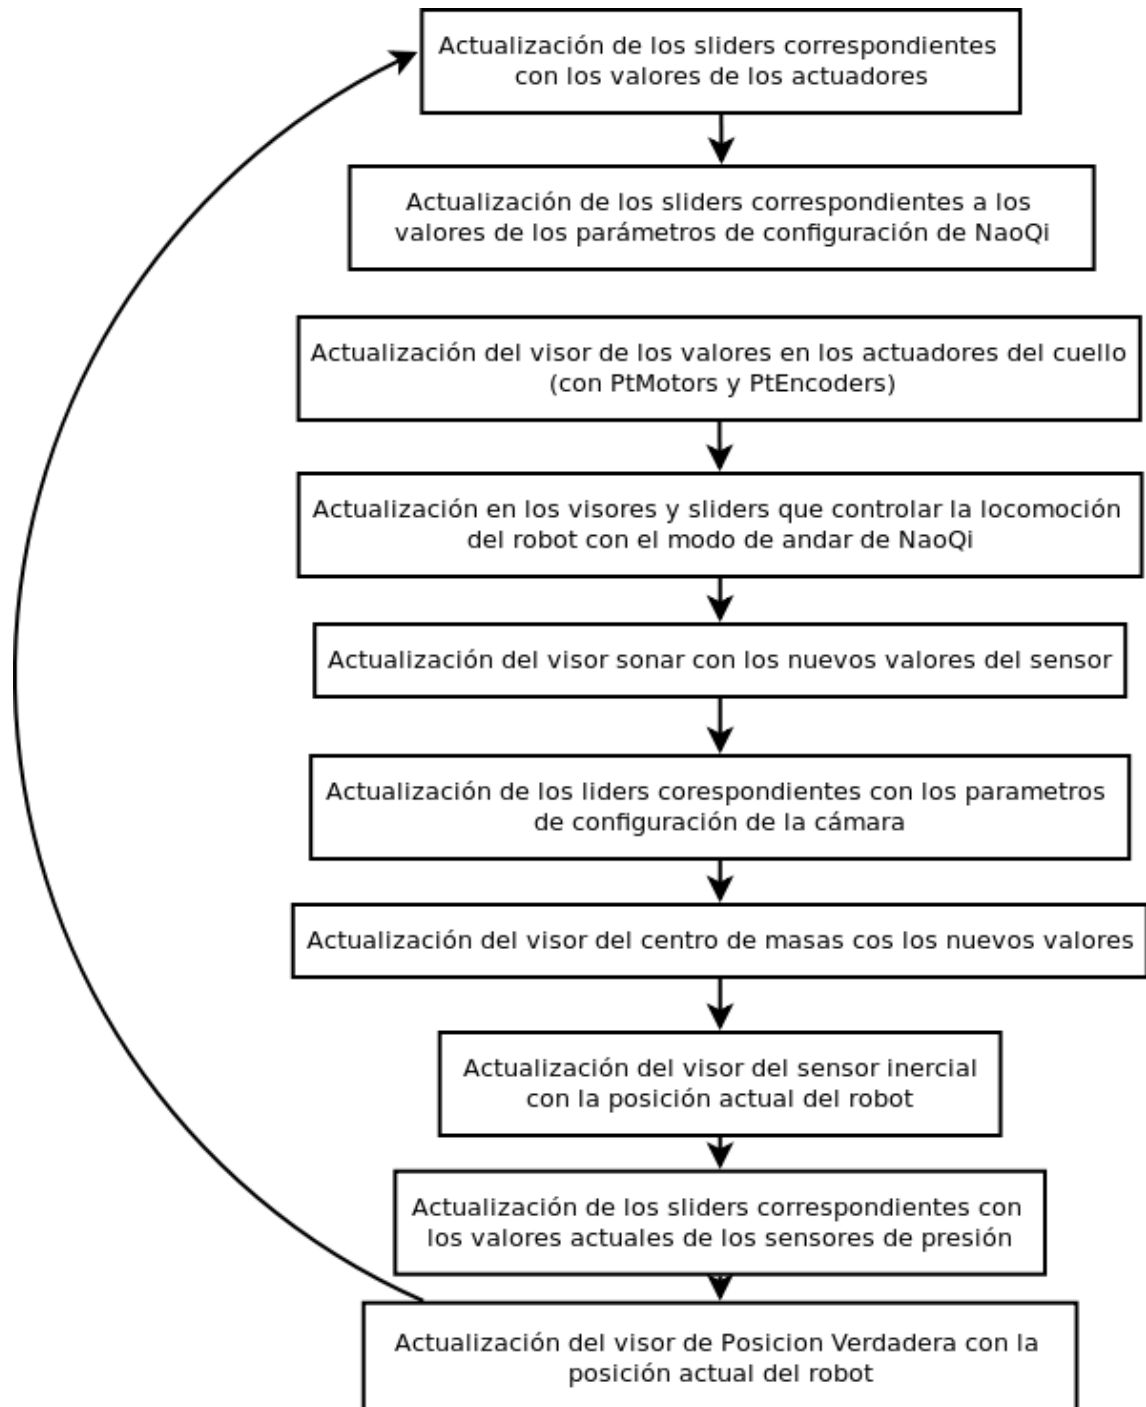 Actualización de los sliders correspondientes
con los valores de los actuadores
Actualización de los sliders correspondientes a los
valores de los parámetros de configuración de NaoQi
Actualización del visor de los valores en los actuadores del cuello
(con PtMotors y PtEncoders)
Actualización en los visores y sliders que controlar la locomoción
del robot con el modo de andar de NaoQi
Actualización del visor sonar con los nuevos valores del sensor
Actualización de los liders corespondientes con los parametros
de configuración de la cámara
Actualización del visor del centro de masas cos los nuevos valores
Actualización del visor del sensor inercial
con la posición actual del robot
Actualización de los sliders correspondientes con
los valores actuales de los sensores de presión
Actualización del visor de Posicion Verdadera con la
posición actual del robot